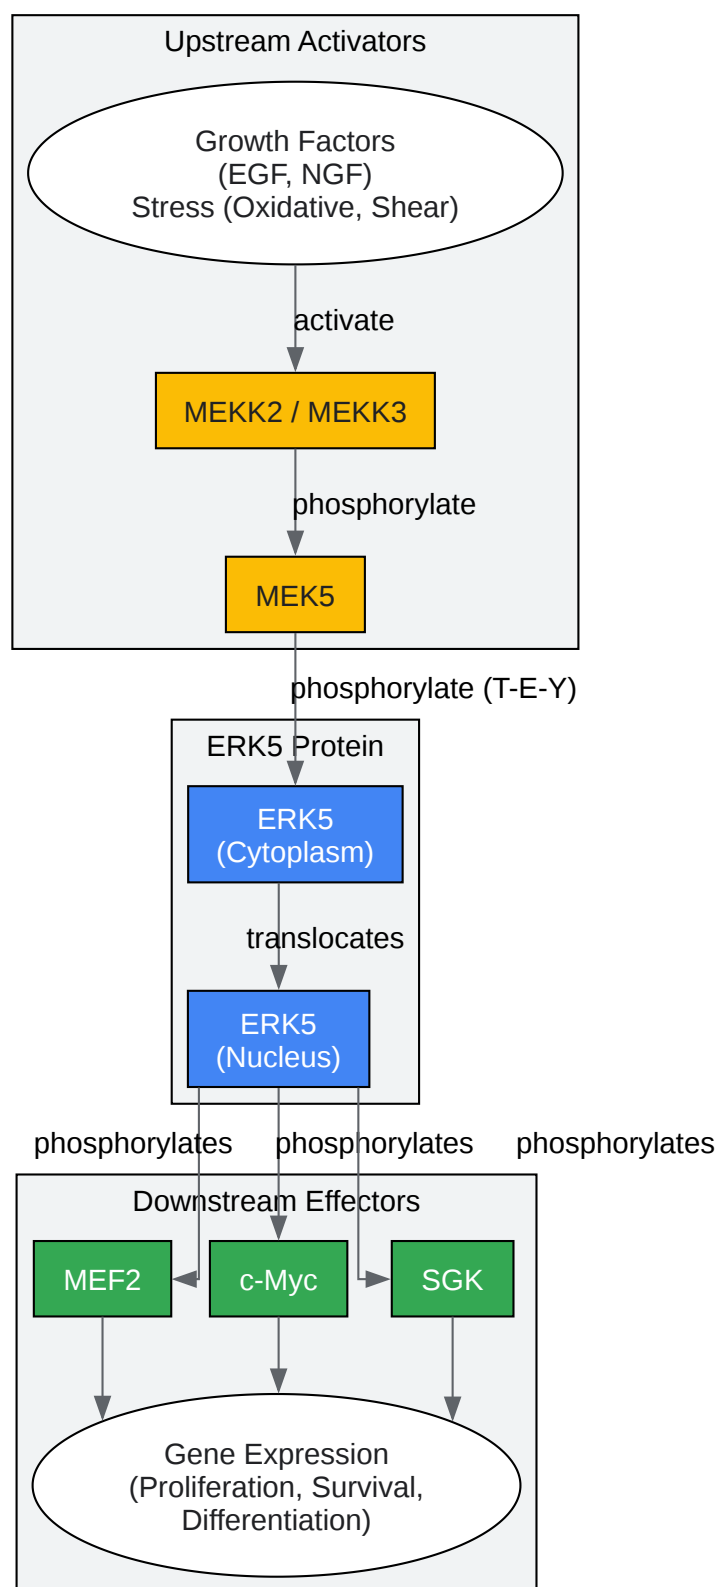 Upstream Activators
Growth Factors
(EGF, NGF)
Stress (Oxidative, Shear)
activate
MEKK2 / MEKK3
phosphorylate
MEK5
phosphorylate (T-E-Y)
ERK5 Protein
ERK5
(Cytoplasm)
translocates
ERK5
(Nucleus)
phosphorylates
phosphorylates
phosphorylates
Downstream Effectors
MEF2
c-Myc
SGK
Gene Expression
(Proliferation, Survival,
Differentiation)